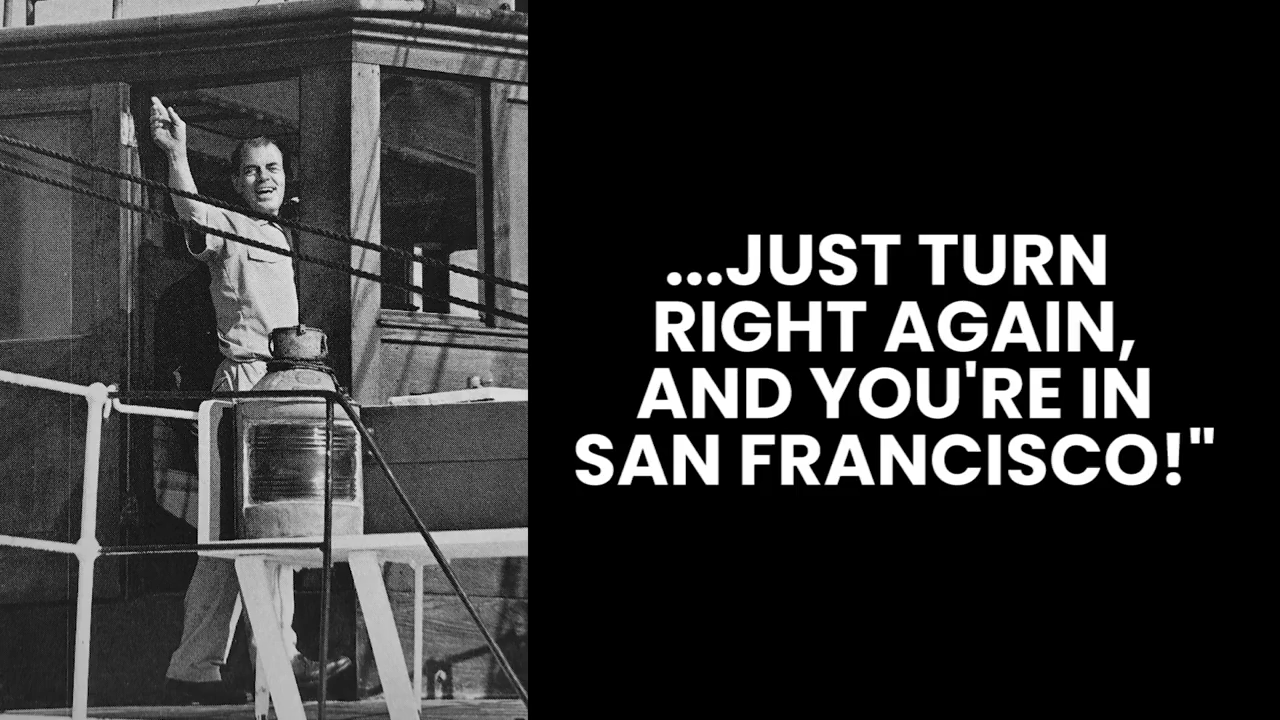 ...JUST TURN
RIGHT AGAIN,
AND YOU'RE IN
SAN FRANCISCO!"